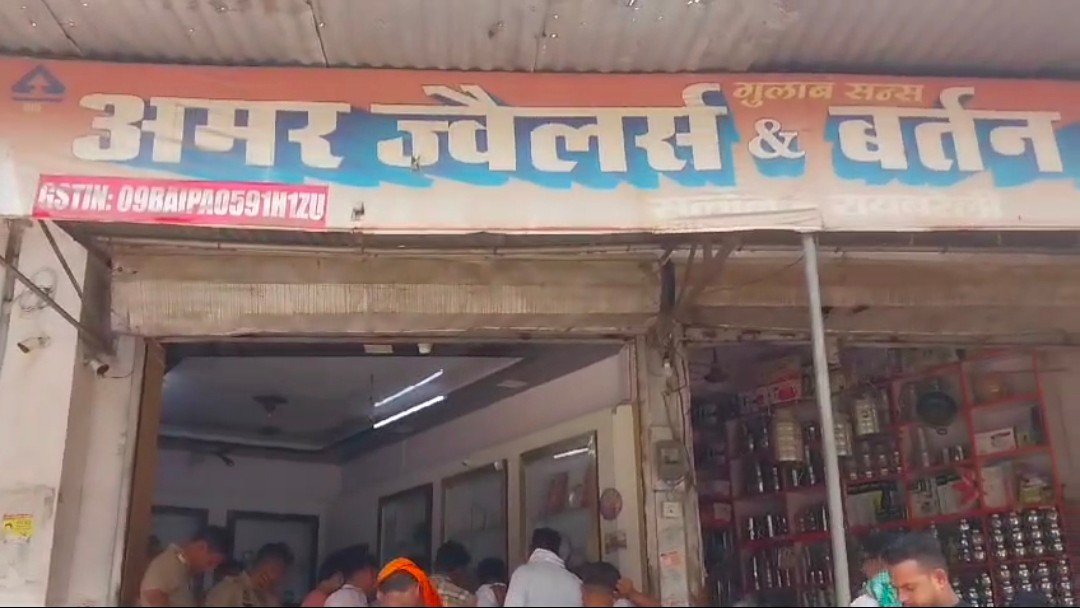 गुलाब सन्स
अमर ज्वैलर्स & बर्तन
GSTIN: 09BAIPA0591H1ZU